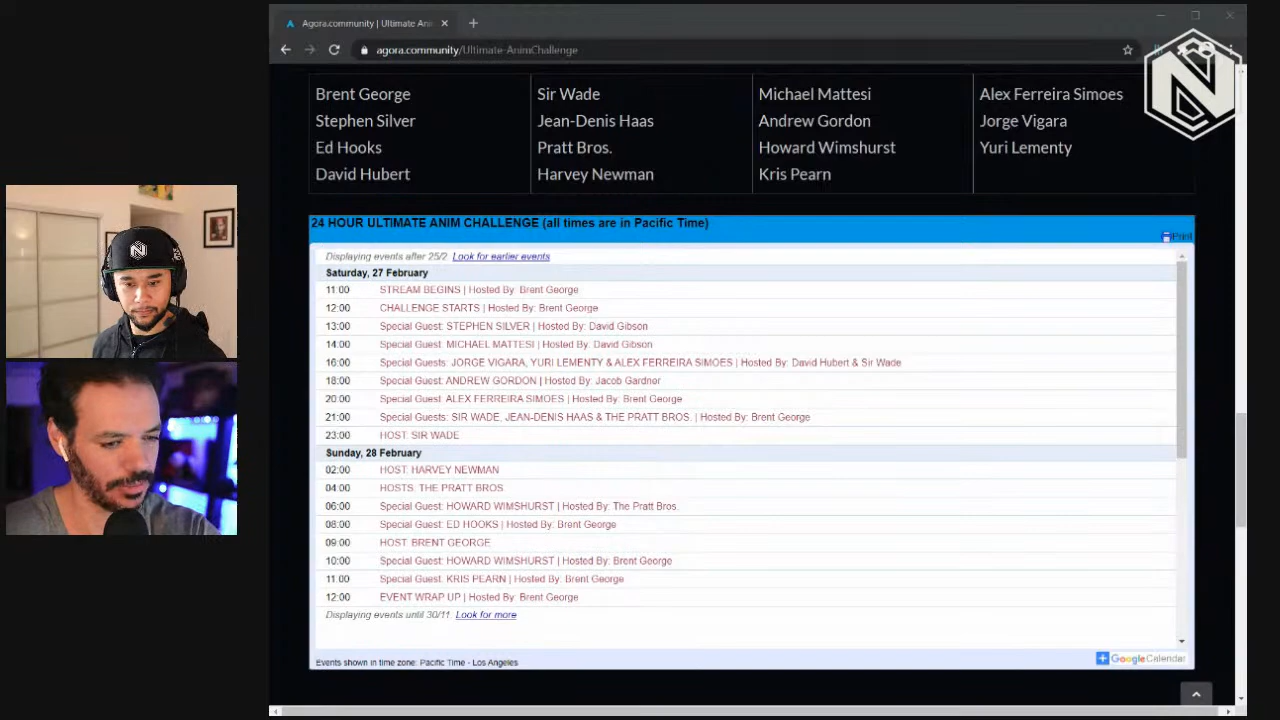 Agora.community | Ultimate Ani
agora.community/Ultimate-AnimChallenge
Brent George
Stephen Silver
Ed Hooks
David Hubert
Sir Wade
Jean-Denis Haas
Pratt Bros.
Harvey Newman
Michael Mattesi
Andrew Gordon
Howard Wimshurst
Kris Pearn
Alex Ferreira Simoes
Jorge Vigara
Yuri Lementy
24 HOUR ULTIMATE ANIM CHALLENGE (all times are in Pacific Time)
Print
Displaying events after 25/2. Look for earlier events
Saturday, 27 February
11:00 STREAM BEGINS | Hosted By: Brent George
12:00 CHALLENGE STARTS | Hosted By: Brent George
13:00 Special Guest: STEPHEN SILVER | Hosted By: David Gibson
14:00 Special Guest: MICHAEL MATTESI | Hosted By: David Gibson
16:00 Special Guests: JORGE VIGARA, YURI LEMENTY & ALEX FERREIRA SIMOES | Hosted By: David Hubert & Sir Wade
18:00 Special Guest: ANDREW GORDON | Hosted By: Jacob Gardner
20:00 Special Guest: ALEX FERREIRA SIMOES | Hosted By: Brent George
21:00 Special Guests: SIR WADE, JEAN-DENIS HAAS & THE PRATT BROS. | Hosted By: Brent George
23:00 HOST: SIR WADE
Sunday, 28 February
02:00 HOST: HARVEY NEWMAN
04:00 HOSTS: THE PRATT BROS.
06:00 Special Guest: HOWARD WIMSHURST | Hosted By: The Pratt Bros.
08:00 Special Guest: ED HOOKS | Hosted By: Brent George
09:00 HOST: BRENT GEORGE
10:00 Special Guest: HOWARD WIMSHURST | Hosted By: Brent George
11:00 Special Guest: KRIS PEARN | Hosted By: Brent George
12:00 EVENT WRAP UP | Hosted By: Brent George
Displaying events until 30/11. Look for more
Events shown in time zone: Pacific Time - Los Angeles
Google Calendar